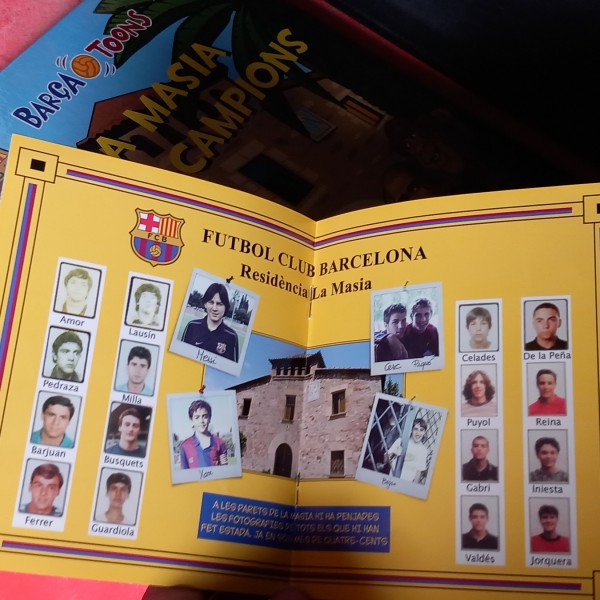 BARÇA TOONS
A MASIA
CAMPIONS
FCB
FUTBOL CLUB BARCELONA
Residència La Masia
Amor
Lausin
Messi
Cesc Piqué
Celades
De la Peña
Pedraza
Milla
Puyol
Reina
Barjuan
Busquets
Xavi
Bojan
Gabri
Iniesta
Ferrer
Guardiola
Valdés
Jorquera
A LES PARETS DE LA MASIA HI HA PENJADES
LES FOTOGRAFIES DE TOTS ELS QUE HI HAN
FET ESTADA, JA EN SÓN MÉS DE QUATRE-CENTS